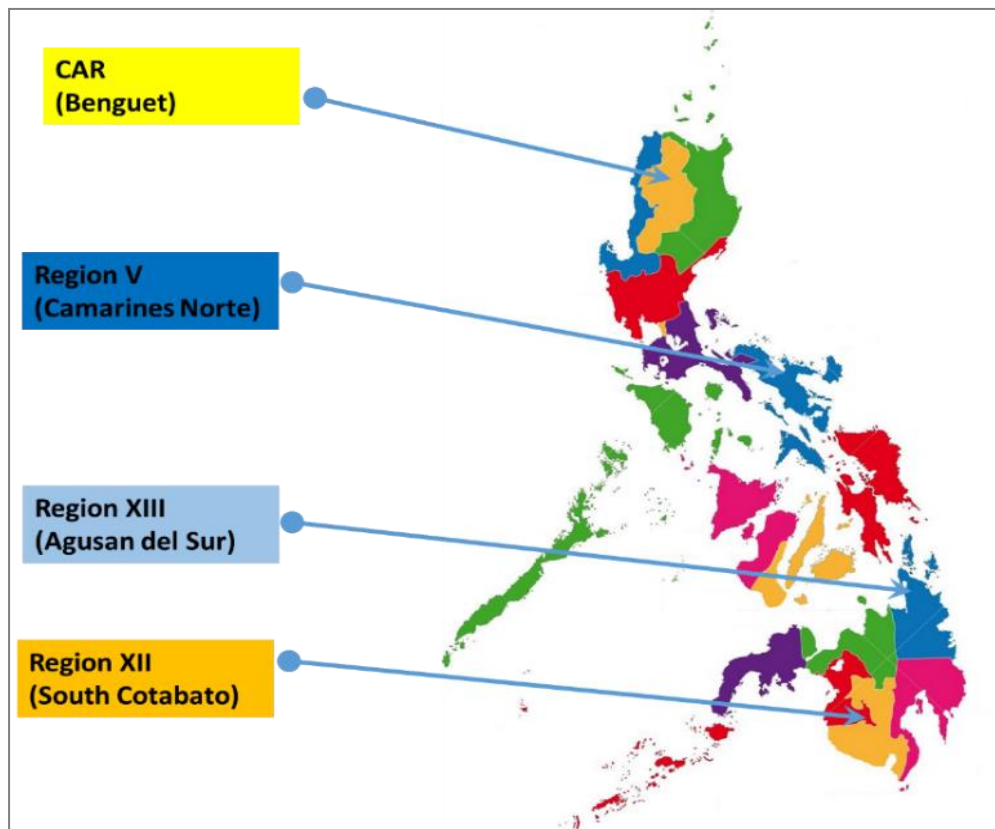 CAR
(Benguet)
Region V
(Camarines Norte)
Region XIII
(Agusan del Sur)
Region XII
(South Cotabato)